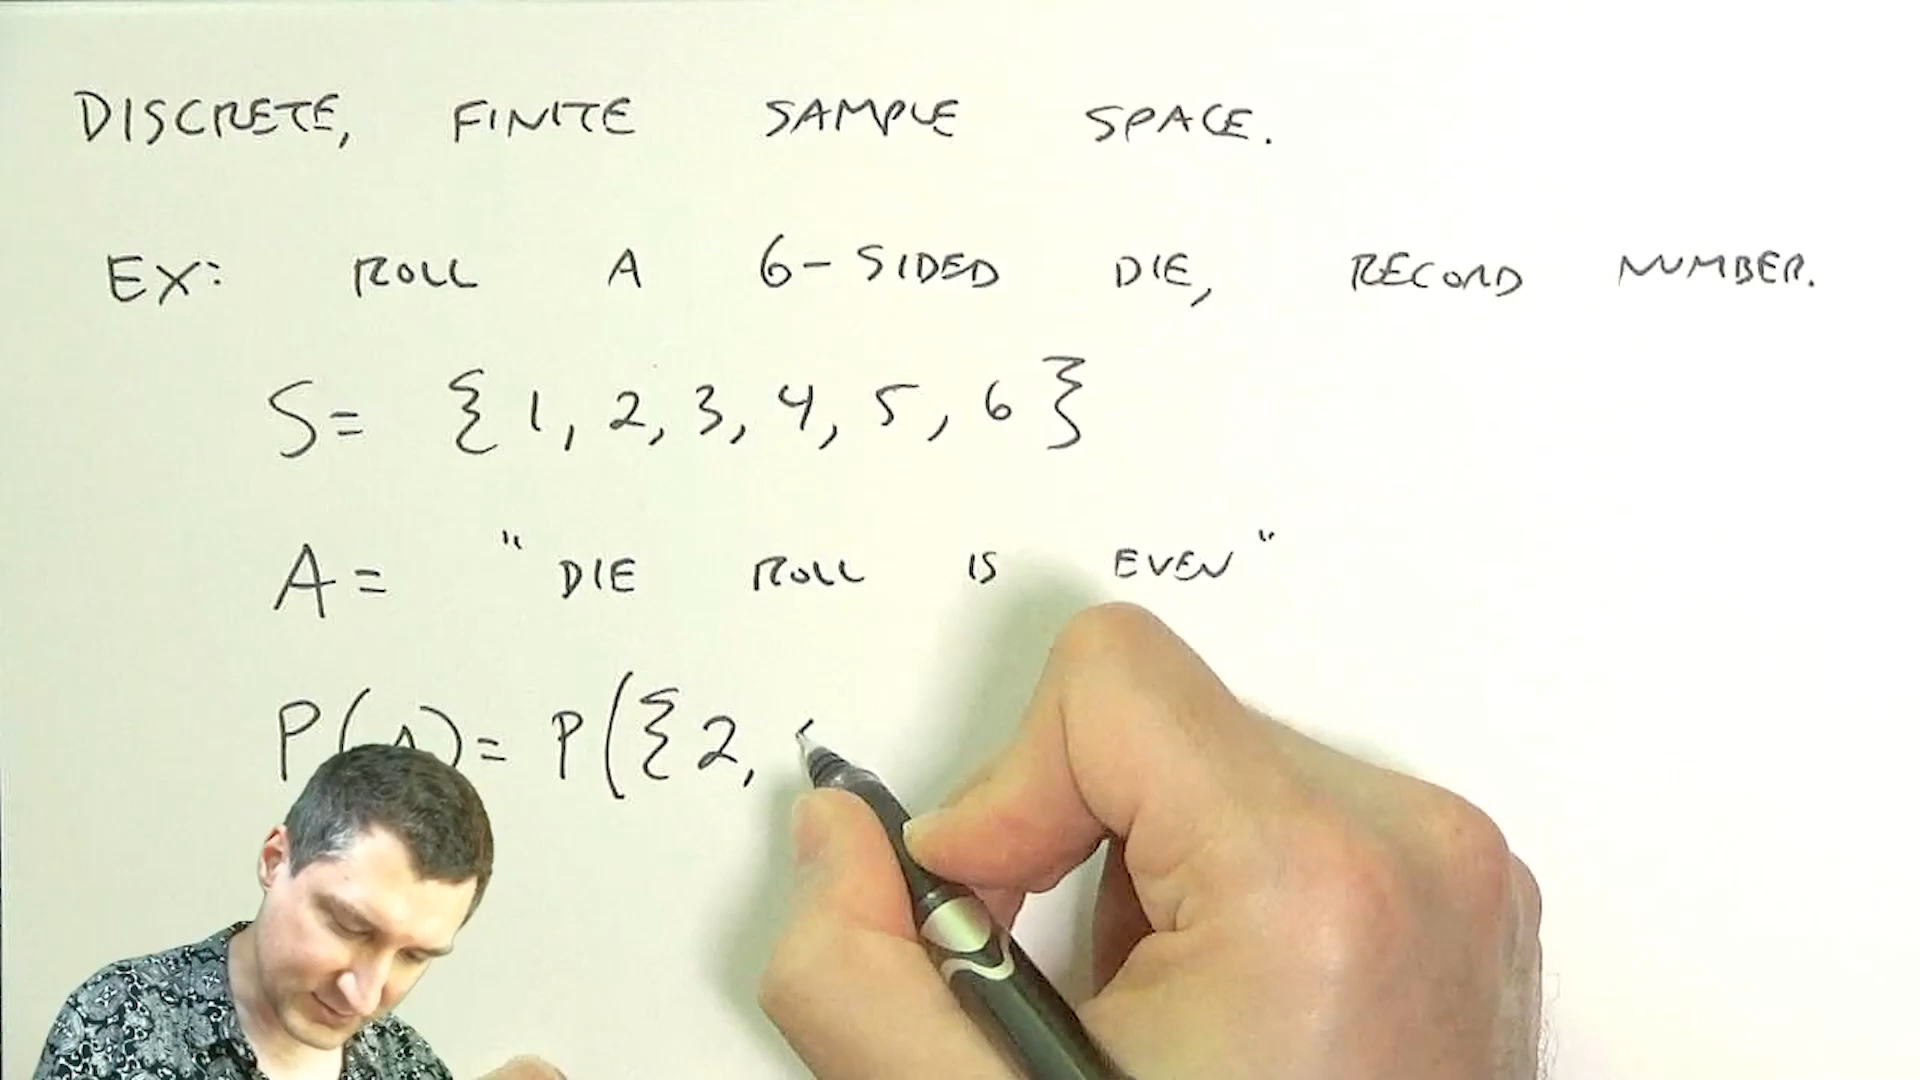 DISCRETE, FINITE SAMPLE SPACE.
EX: ROLL A 6-SIDED DIE, RECORD NUMBER.
S= {1, 2, 3, 4, 5, 6}
A= "DIE ROLL IS EVEN"
P(A)= P({2,